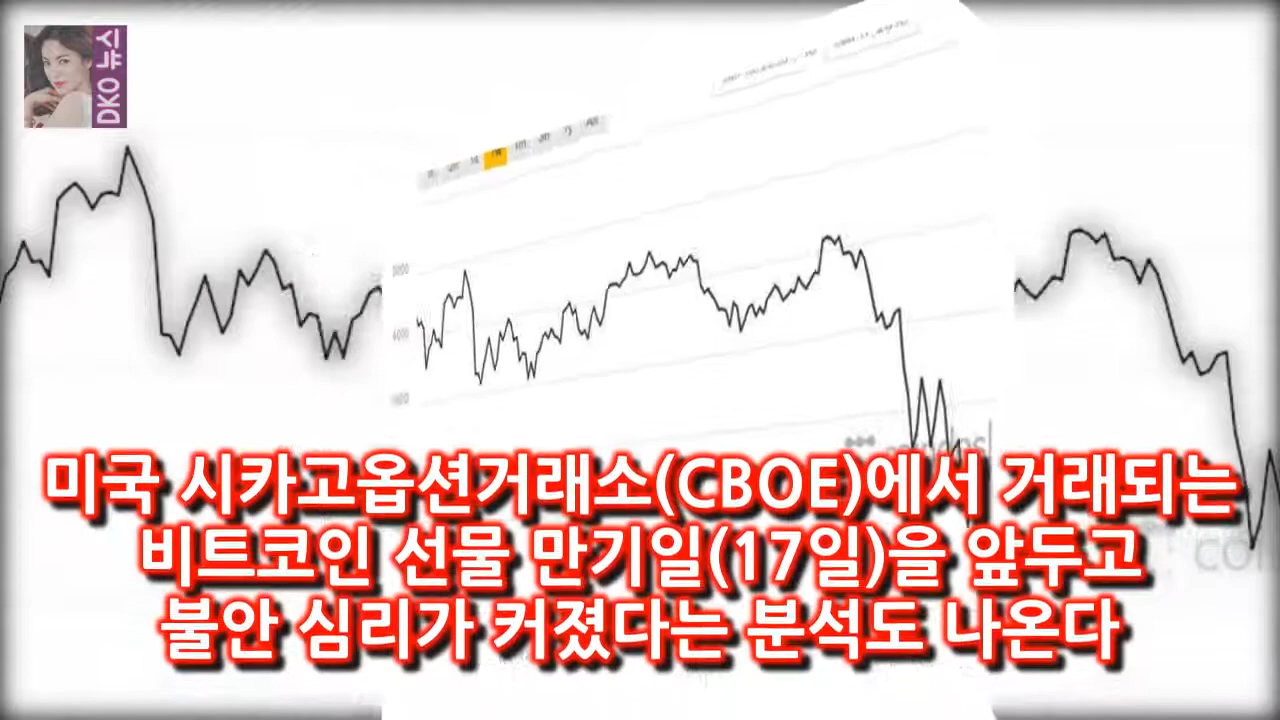 DKO 뉴스
미국 시카고옵션거래소(CBOE)에서 거래되는
비트코인 선물 만기일(17일)을 앞두고
불안 심리가 커졌다는 분석도 나온다